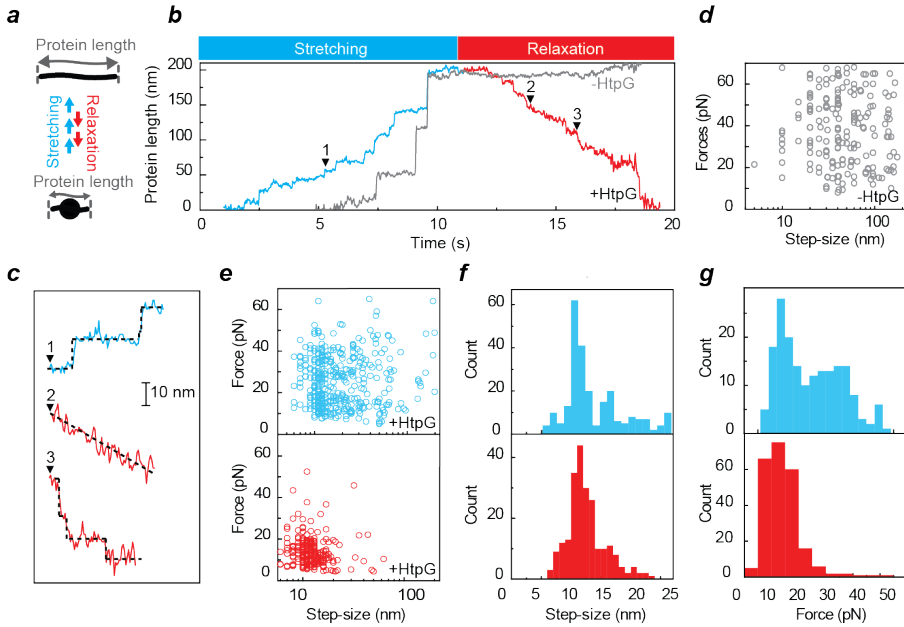 a
Protein length
Stretching
Relaxation
Protein length
b
Stretching
Relaxation
Protein length (nm)
200
150
100
50
0
1
2
3
-HtpG
+HtpG
0
5
10
15
20
Time (s)
d
Forces (pN)
60
40
20
0
-HtpG
10
100
Step-size (nm)
c
1
2
3
10 nm
e
Force (pN)
60
40
20
0
+HtpG
Force (pN)
60
40
20
0
+HtpG
10
100
Step-size (nm)
f
Count
60
40
20
0
Count
40
30
20
10
0
0
5
10
15
20
25
Step-size (nm)
g
Count
30
20
10
0
Count
60
40
20
0
0
10
20
30
40
50
Force (pN)